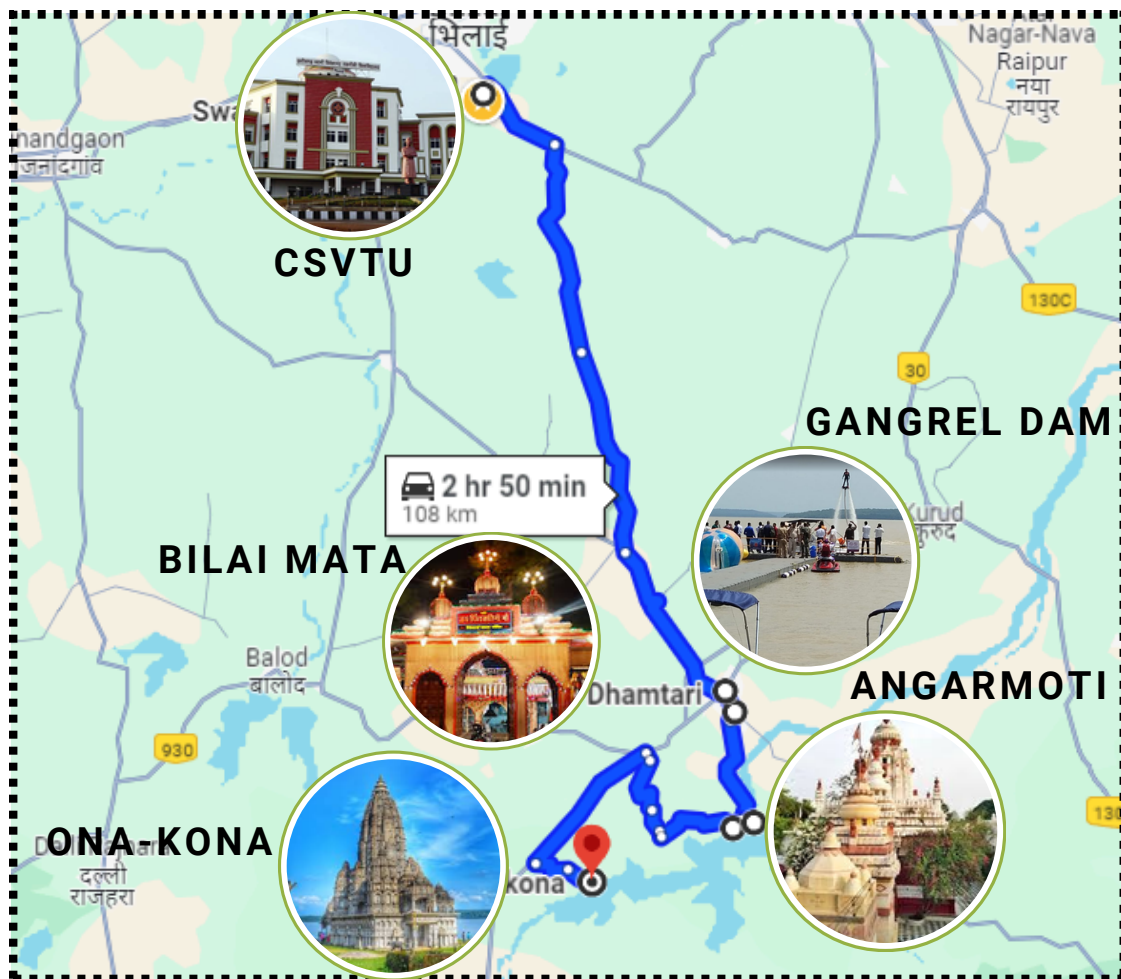 भिलाई
Nagar-Nava
Raipur
नया
रायपुर
nandgaon
जनांदगांव
CSVTU
130C
30
GANGREL DAM
2 hr 50 min
108 km
Kurud
कुरुद
BILAI MATA
Balod
बालोद
Dhamtari
ANGARMOTI
930
130
ONA-KONA
दल्ली
राजहरा
kona